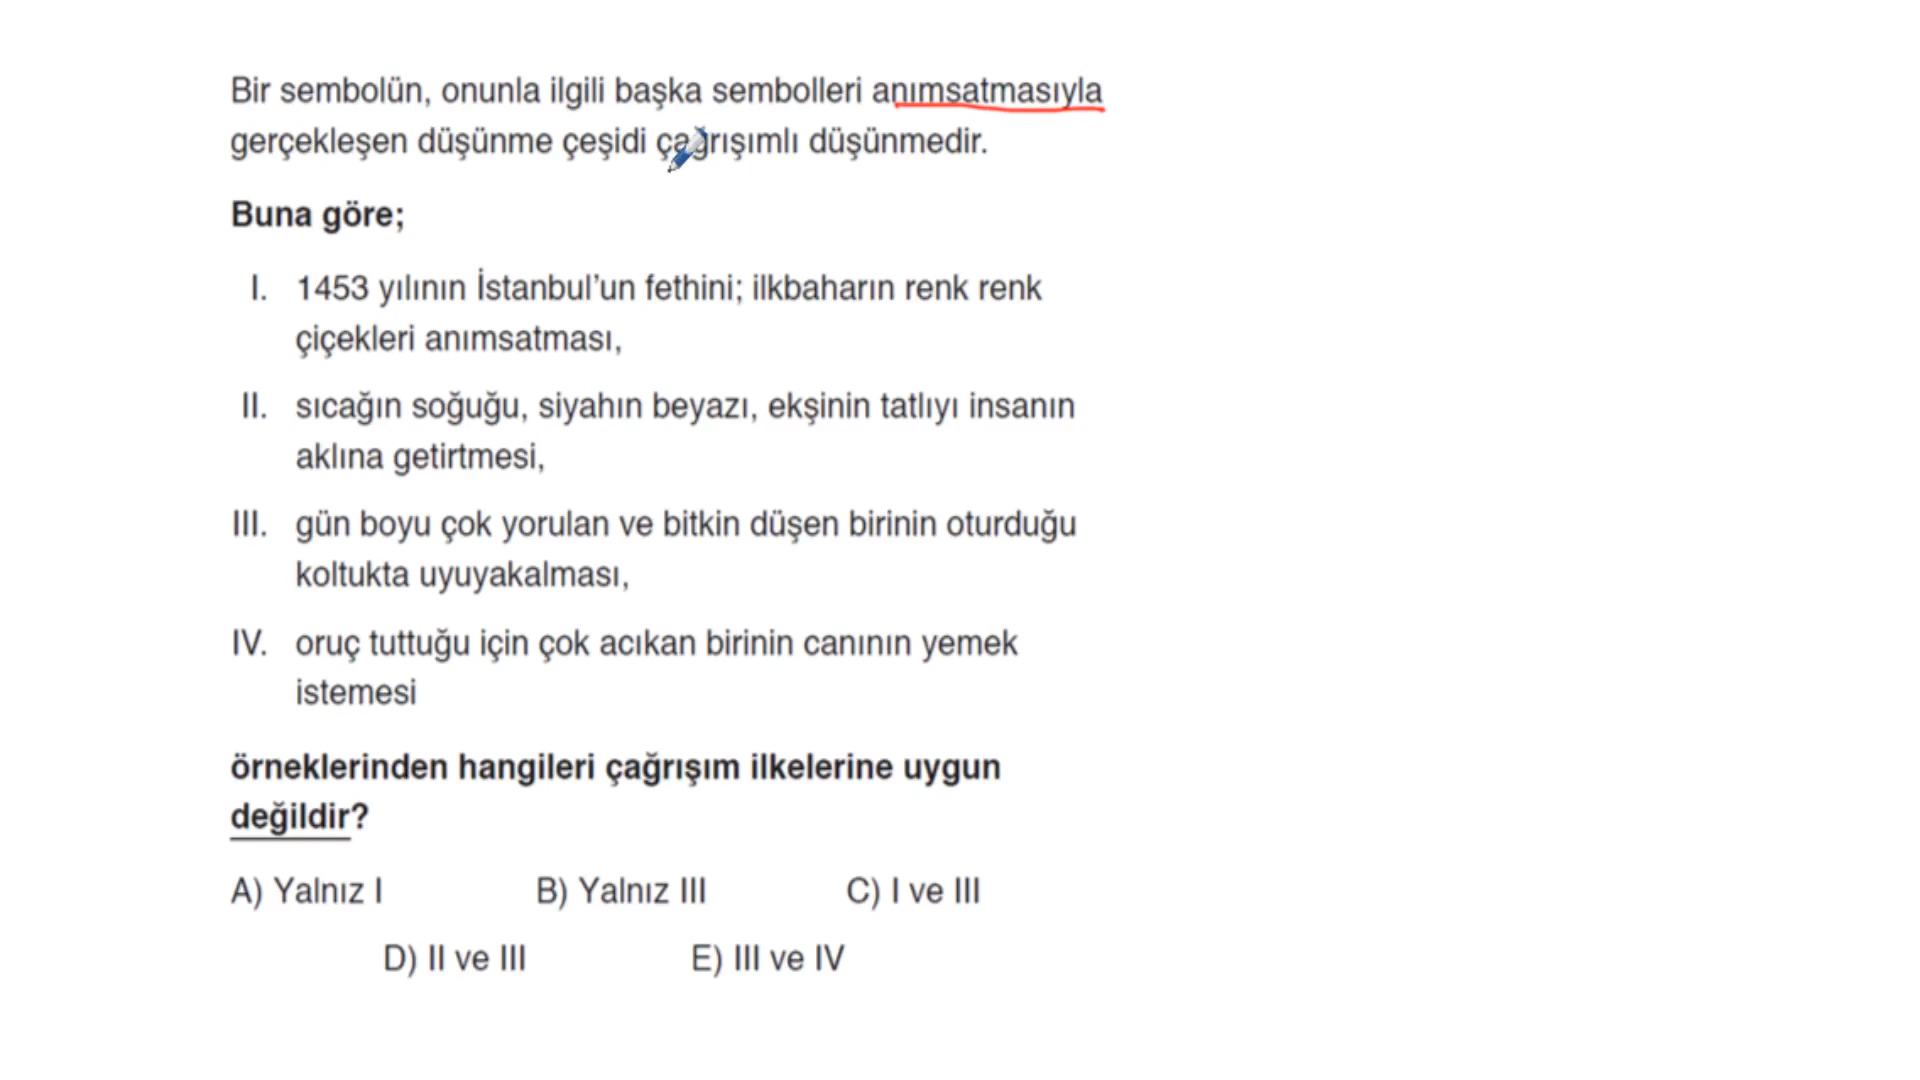 Bir sembolün, onunla ilgili başka sembolleri anımsatmasıyla
gerçekleşen düşünme çeşidi çağrışımlı düşünmedir.
Buna göre;
I. 1453 yılının İstanbul’un fethini; ilkbaharın renk renk
çiçekleri anımsatması,
II. sıcağın soğuğu, siyahın beyazı, ekşinin tatlıyı insanın
aklına getirtmesi,
III. gün boyu çok yorulan ve bitkin düşen birinin oturduğu
koltukta uyuyakalması,
IV. oruç tuttuğu için çok acıkan birinin canının yemek
istemesi
örneklerinden hangileri çağrışım ilkelerine uygun
değildir?
A) Yalnız I B) Yalnız III C) I ve III
D) II ve III E) III ve IV